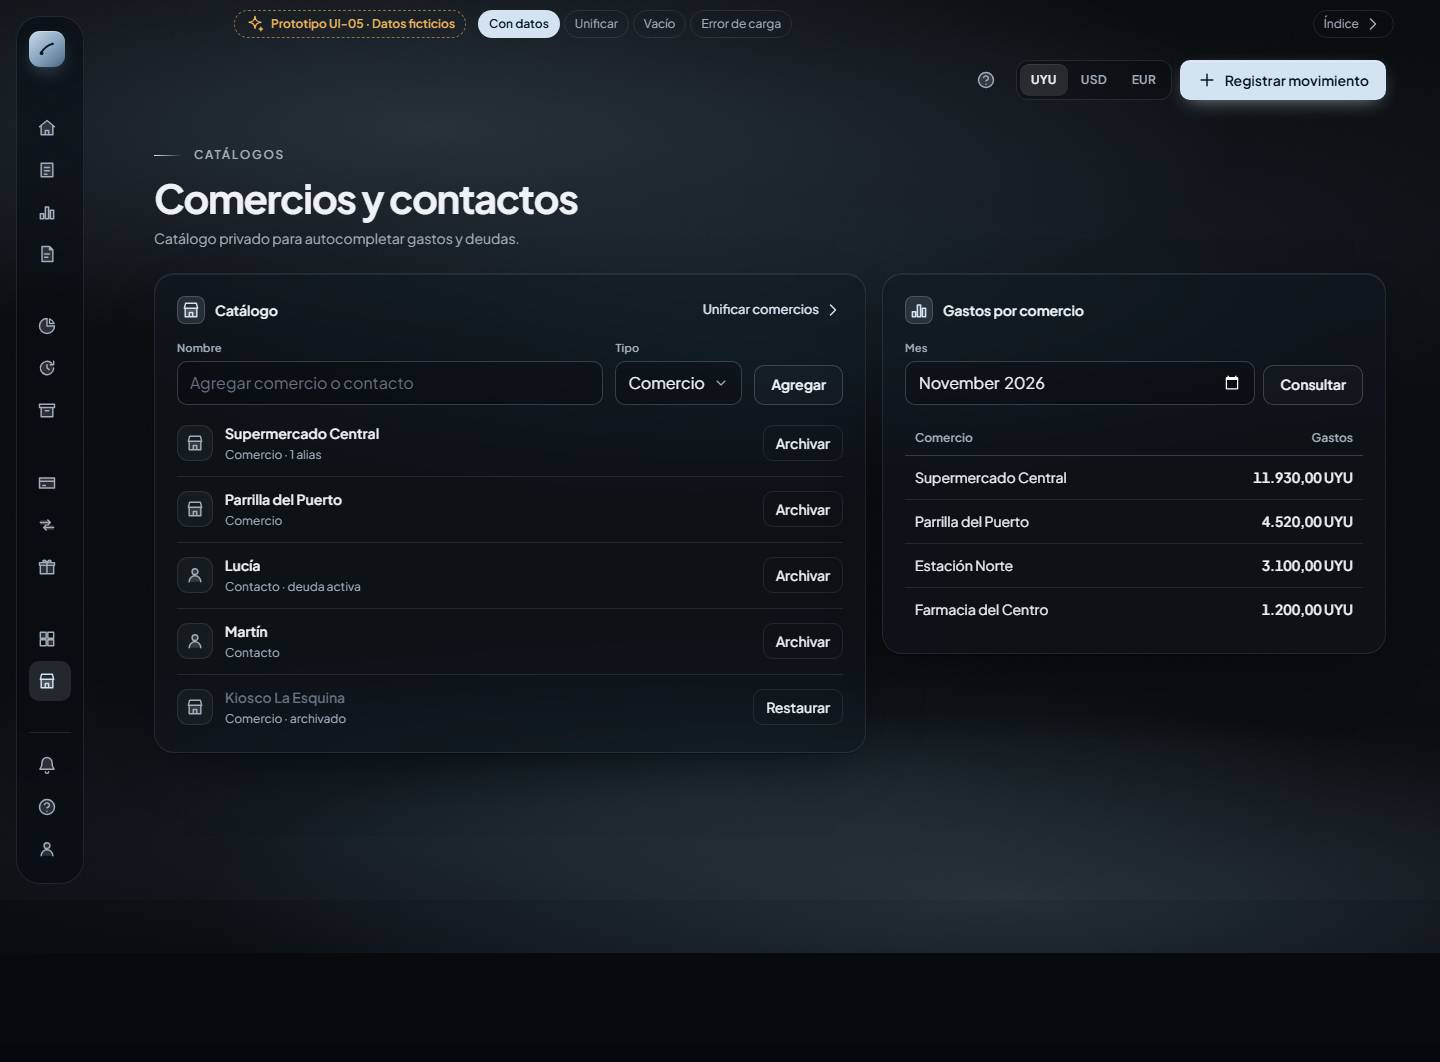 Prototipo UI-05 · Datos ficticios
Con datos
Unificar
Vacío
Error de carga
Índice
UYU
USD
EUR
Registrar movimiento
CATÁLOGOS
Comercios y contactos
Catálogo privado para autocompletar gastos y deudas.
Catálogo
Unificar comercios
Nombre
Tipo
Agregar comercio o contacto
Comercio
Agregar
Supermercado Central
Comercio · 1 alias
Archivar
Parrilla del Puerto
Comercio
Archivar
Lucía
Contacto · deuda activa
Archivar
Martín
Contacto
Archivar
Kiosco La Esquina
Comercio · archivado
Restaurar
Gastos por comercio
Mes
November 2026
Consultar
Comercio Gastos
Supermercado Central 11.930,00 UYU
Parrilla del Puerto 4.520,00 UYU
Estación Norte 3.100,00 UYU
Farmacia del Centro 1.200,00 UYU